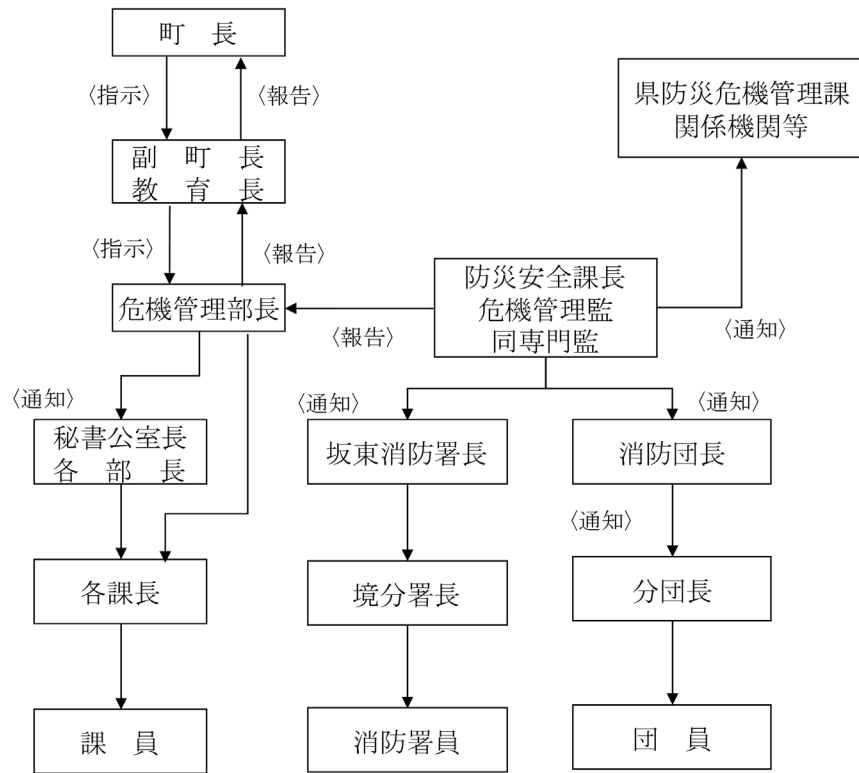 町　長
〈指示〉
〈報告〉
県防災危機管理課
関係機関等
副　町　長
教　育　長
〈指示〉
〈報告〉
危機管理部長
防災安全課長
危機管理監
同専門監
〈報告〉
〈通知〉
〈通知〉
〈通知〉
〈通知〉
秘書公室長
各　部　長
坂東消防署長
消防団長
〈通知〉
各課長
境分署長
分団長
課　員
消防署員
団　員